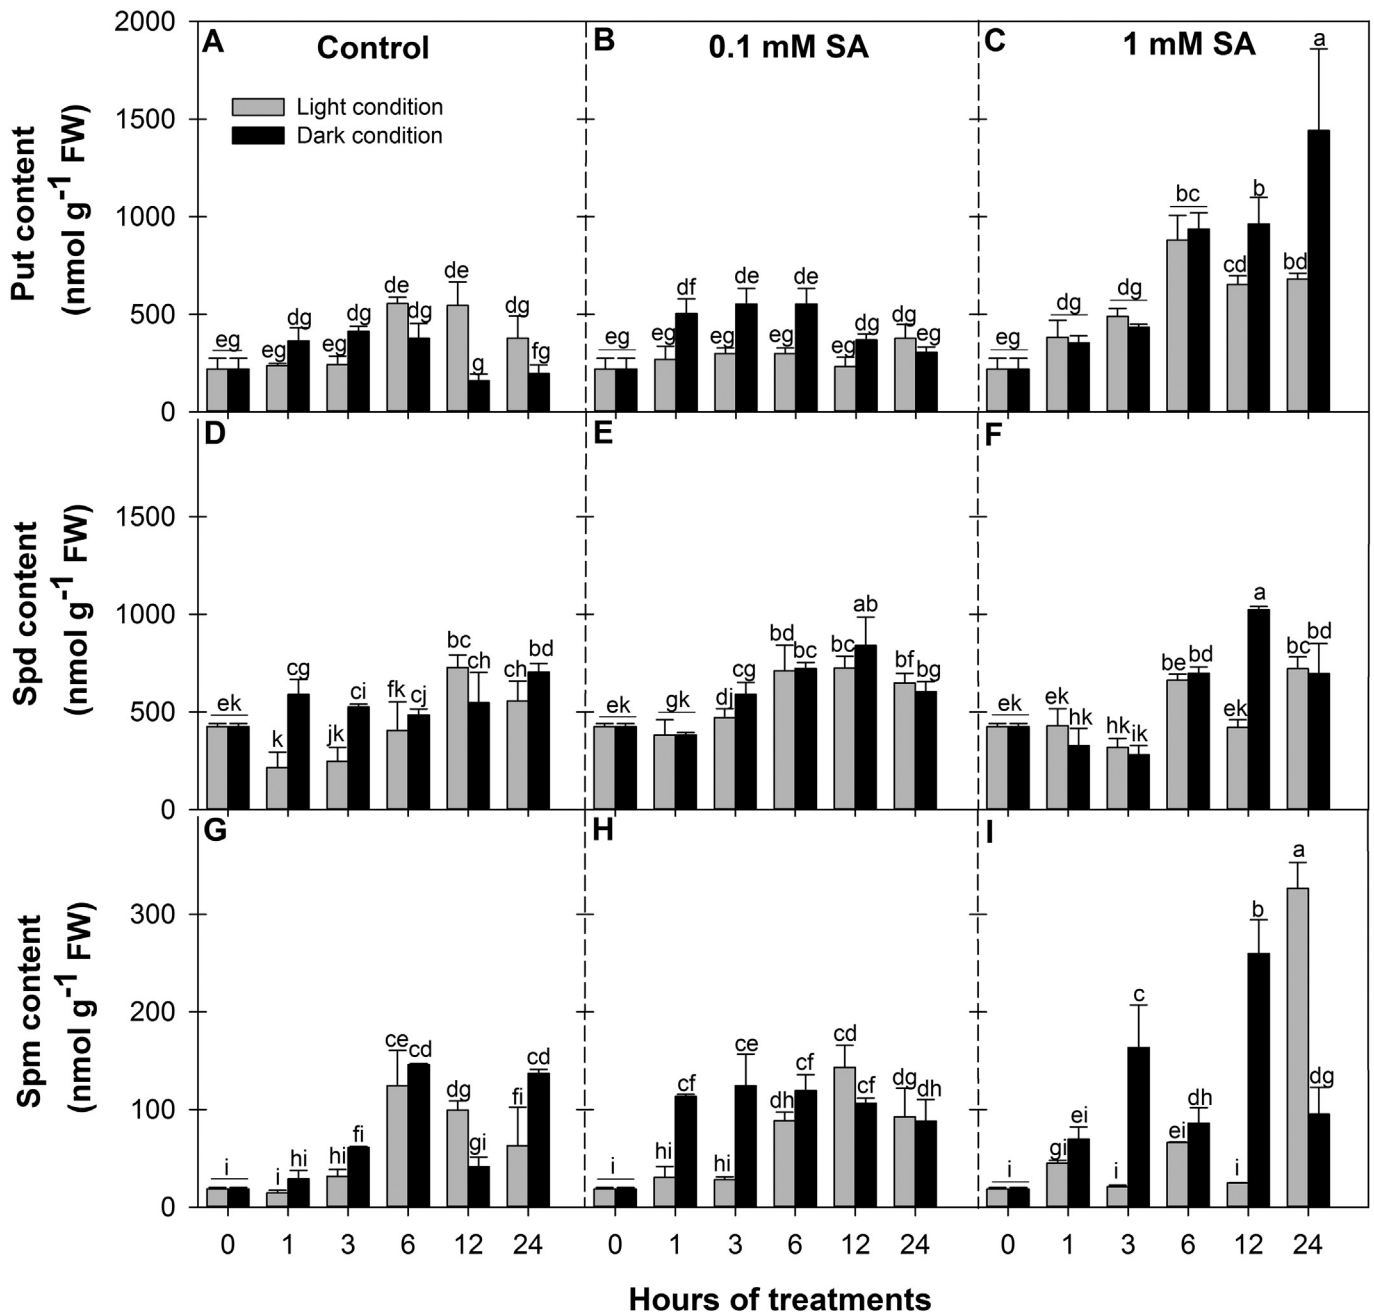 2000
A
Control
B
0.1 mM SA
C
1 mM SA
a
Light condition
Dark condition
Put content
(nmol g-1 FW)
1500
1000
500
0
eg eg dg eg dg de dg de g dg fg
eg eg df eg de eg de eg dg dg eg
eg dg dg bc cd b bd
D
E
F
Spd content
(nmol g-1 FW)
1500
1000
500
0
ek k cg jk ci fk cj bc ch ch bd
ek gk dj cg bd bc bc ab bf bg
ek ek hk hk ik be bd ek a bc bd
G
H
I
Spm content
(nmol g-1 FW)
300
200
100
0
i i hi hi fi ce cd dg gi fi cd
i hi cf hi ce dh cf cd cf dg dh
i gi ei i c ei dh i b a dg
0 1 3 6 12 24 0 1 3 6 12 24 0 1 3 6 12 24
Hours of treatments